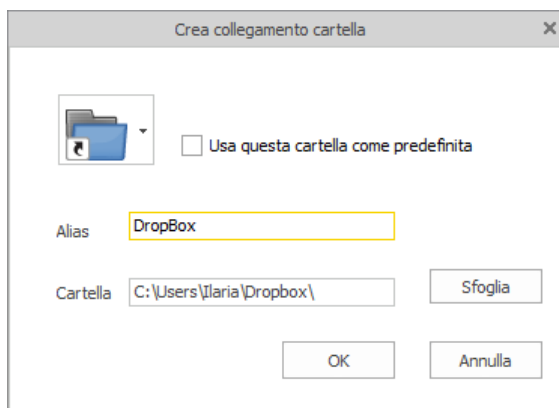 Crea collegamento cartella
Usa questa cartella come predefinita
Alias DropBox
Cartella C:\Users\Ilaria\Dropbox\ Sfoglia
OK Annulla